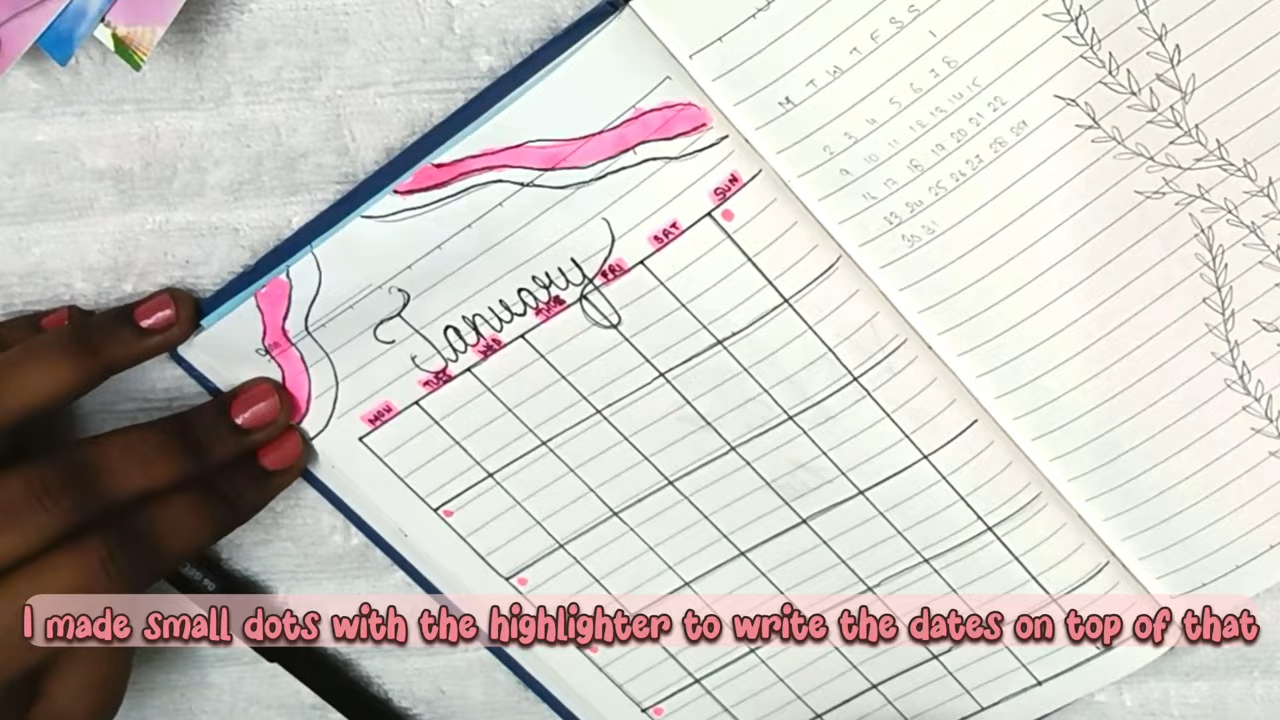 January
MON TUES WED THUR FRI SAT SUN
M T W T F S S
1
2 3 4 5 6 7 8
9 10 11 12 13 14 15
16 17 18 19 20 21 22
23 24 25 26 27 28 29
30 31
I made small dots with the highlighter to write the dates on top of that